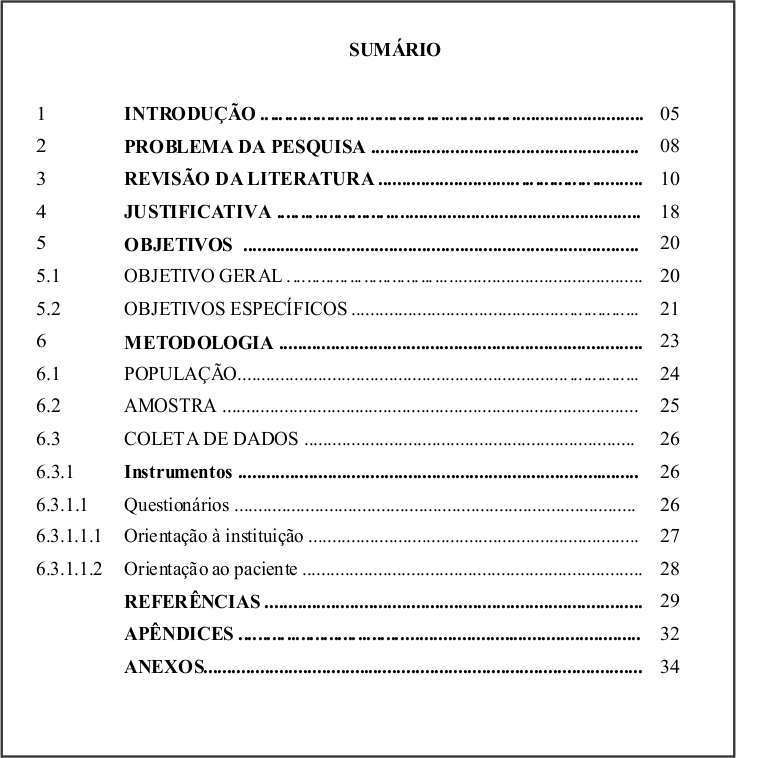 SUMÁRIO
1 INTRODUÇÃO ................................................................................ 05
2 PROBLEMA DA PESQUISA ........................................................ 08
3 REVISÃO DA LITERATURA ....................................................... 10
4 JUSTIFICATIVA ............................................................................ 18
5 OBJETIVOS ................................................................................... 20
5.1 OBJETIVO GERAL ........................................................................... 20
5.2 OBJETIVOS ESPECÍFICOS ............................................................. 21
6 METODOLOGIA ............................................................................ 23
6.1 POPULAÇÃO..................................................................................... 24
6.2 AMOSTRA ........................................................................................ 25
6.3 COLETA DE DADOS ...................................................................... 26
6.3.1 Instrumentos .................................................................................... 26
6.3.1.1 Questionários ..................................................................................... 26
6.3.1.1.1 Orientação à instituição ...................................................................... 27
6.3.1.1.2 Orientação ao paciente ........................................................................ 28
REFERÊNCIAS ............................................................................... 29
APÊNDICES ..................................................................................... 32
ANEXOS............................................................................................ 34